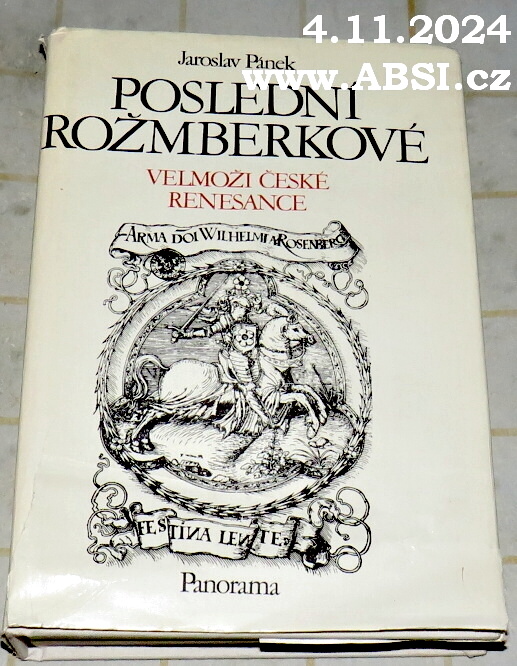 4.11.2024
www.ABSI.cz
Jaroslav Pánek
POSLEDNÍ
ROŽMBERKOVÉ
VELMOŽI ČESKÉ
RENESANCE
ARMA DOI WILHELMI A ROSENBERG
FESTINA LENTE
Panorama